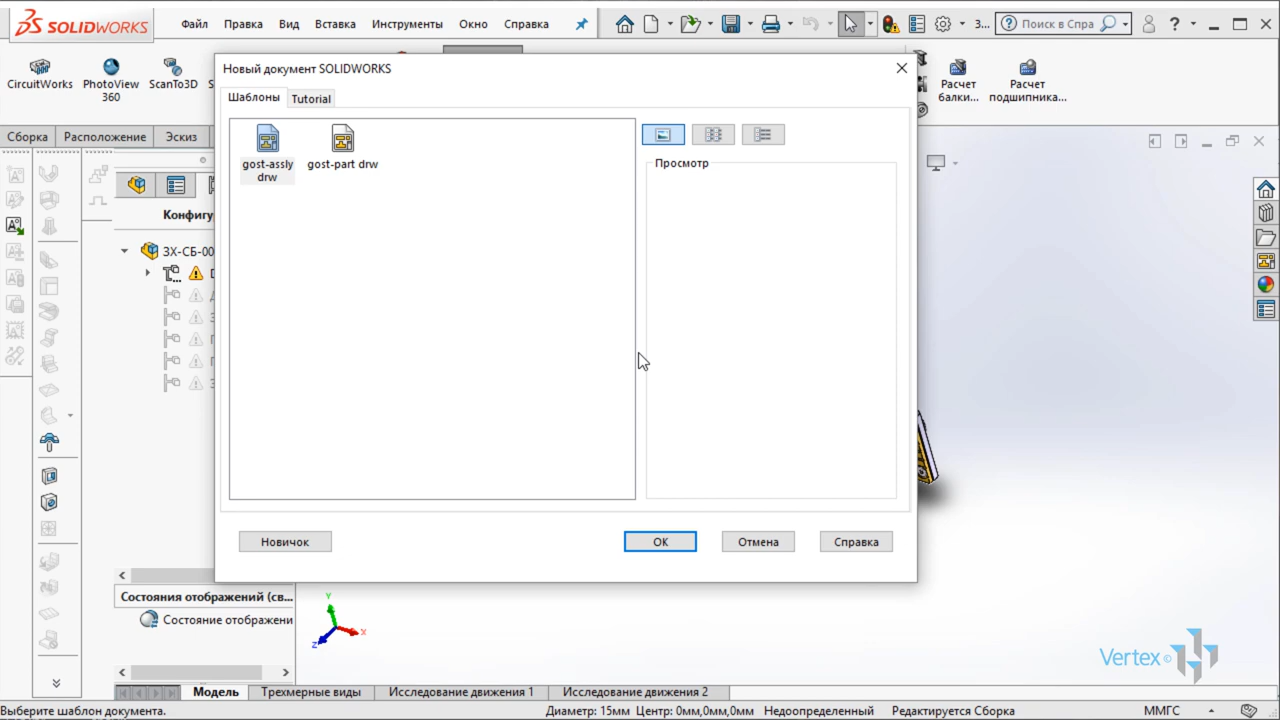 SOLIDWORKS
Файл Правка Вид Вставка Инструменты Окно Справка
З...
Поиск в Спра
CircuitWorks
PhotoView 360
ScanTo3D
Расчет балки...
Расчет подшипника...
Новый документ SOLIDWORKS
Шаблоны Tutorial
gost-assly drw
gost-part drw
Просмотр
Новичок OK Отмена Справка
Сборка Расположение Эскиз
Конфигу
ЗХ-СБ-00
Состояния отображений (св...
Состояние отображени
Y
X
Z
Vertex ©
Модель Трехмерные виды Исследование движения 1 Исследование движения 2
Выберите шаблон документа.
Диаметр: 15мм Центр: 0мм,0мм,0мм Недоопределенный Редактируется Сборка ММГС